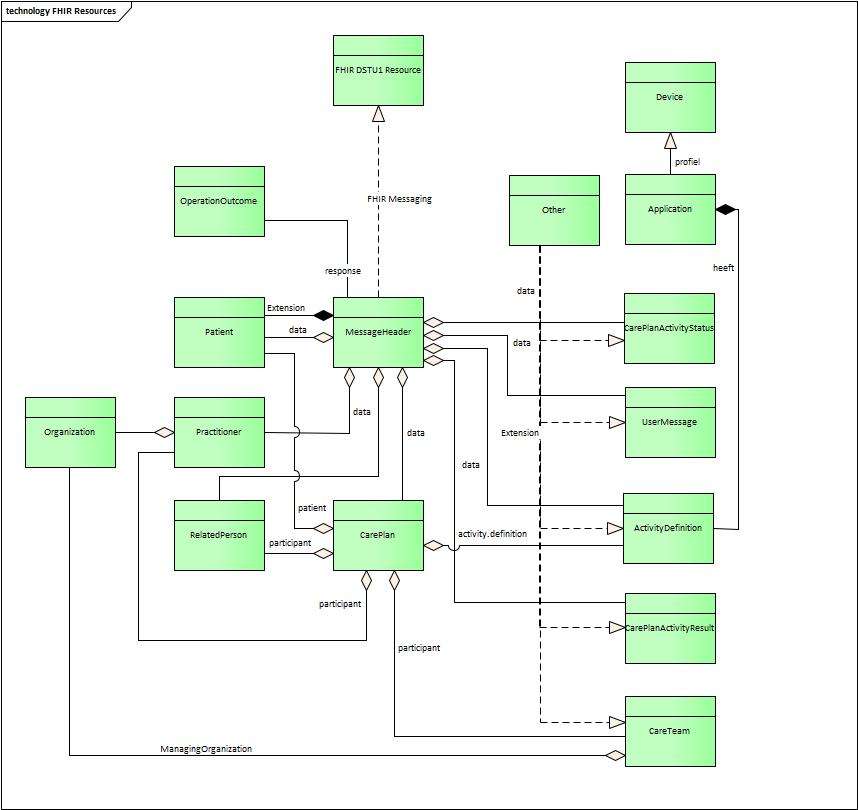 technology FHIR Resources
FHIR DSTU1 Resource
Device
profiel
OperationOutcome
FHIR Messaging
Other
Application
response
data
heeft
Extension
Patient
data
MessageHeader
data
CarePlanActivityStatus
Organization
Practitioner
data
data
Extension
UserMessage
data
patient
RelatedPerson
participant
CarePlan
activity.definition
ActivityDefinition
participant
CarePlanActivityResult
participant
CareTeam
ManagingOrganization